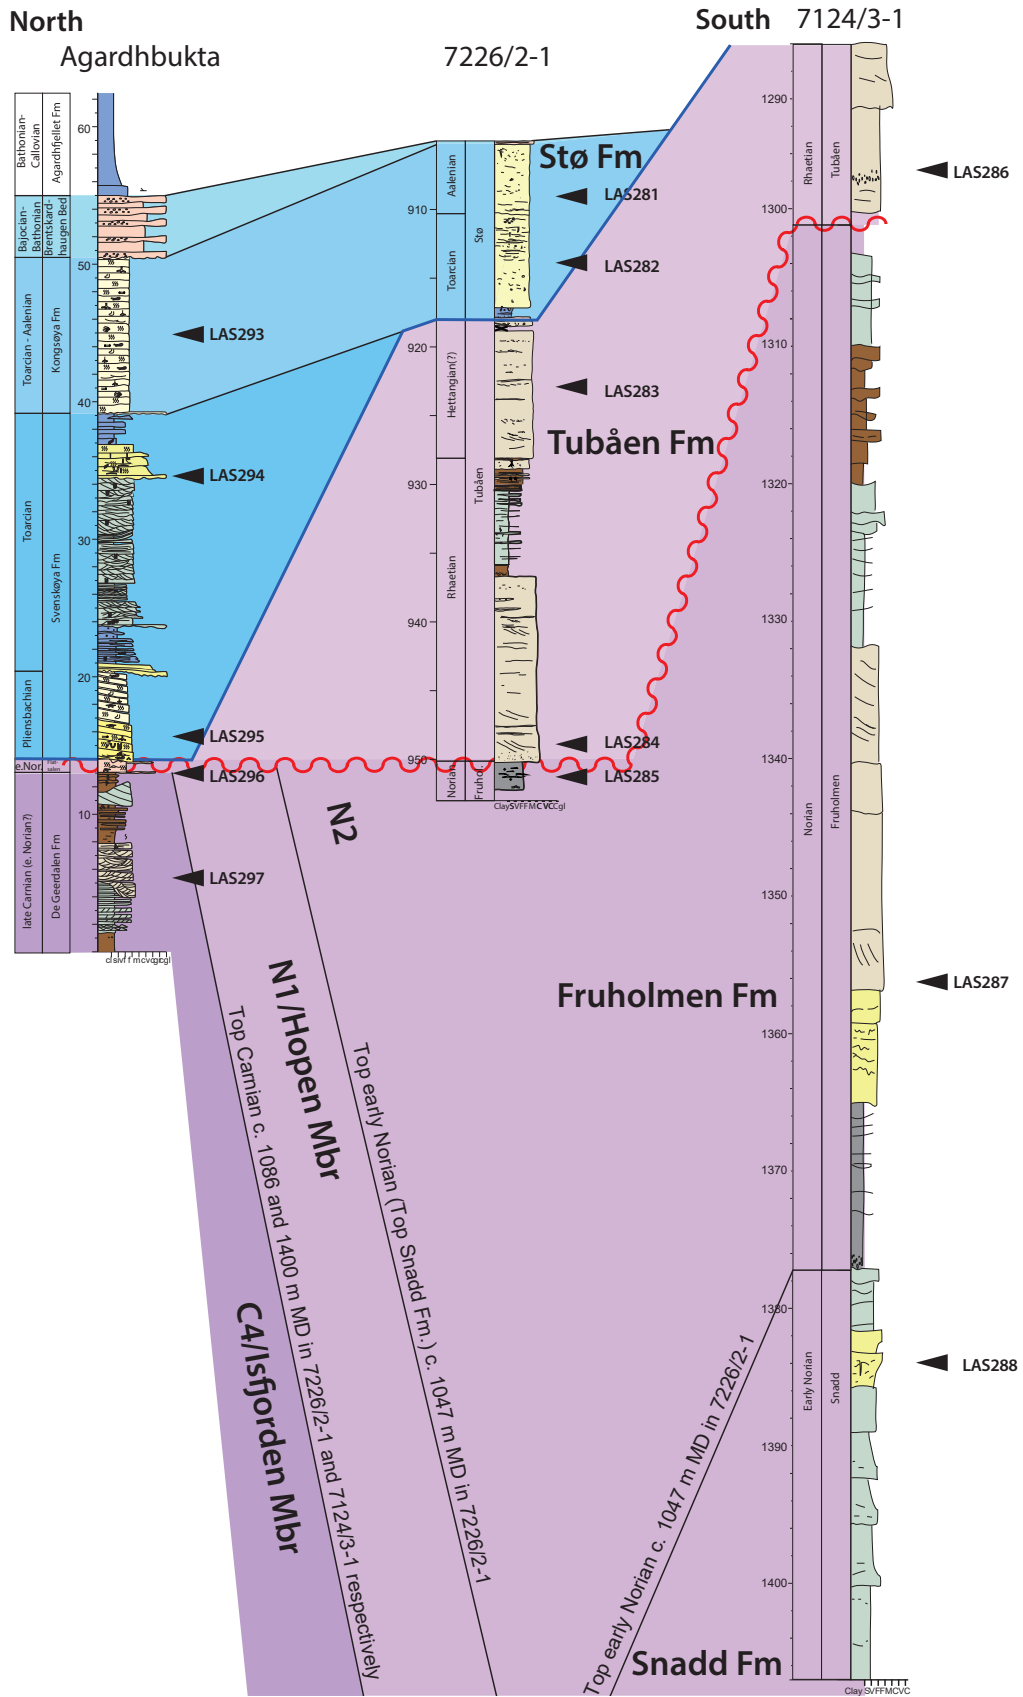 North
South
7124/3-1
Agardhbukta
7226/2-1
Bathonian-
Callovian
Agardhfjellet Fm
Bajocian-
Bathonian
Brentskard-
haugen Bed
Toarcian - Aalenian
Kongsøya Fm
Toarcian
Svenskøya Fm
Pliensbachian
e.Nor.
Flat-
salen
late Carnian (e. Norian?)
De Geerdalen Fm
60
50
40
30
20
10
r
LAS293
LAS294
LAS295
LAS296
LAS297
Aalenian
Toarcian
Stø
Hettangian(?)
Rhaetian
Tubåen
Norian
Fruho.
910
920
930
940
950
ClaySVFFMCVCCgl
LAS281
LAS282
LAS283
LAS284
LAS285
Stø Fm
Tubåen Fm
Fruholmen Fm
Snadd Fm
N2
N1/Hopen Mbr
C4/Isfjorden Mbr
Top Carnian c. 1086 and 1400 m MD in 7226/2-1 and 7124/3-1 respectively
Top early Norian (Top Snadd Fm.) c. 1047 m MD in 7226/2-1
Top early Norian c. 1047 m MD in 7226/2-1
Rhaetian
Tubåen
Norian
Fruholmen
Early Norian
Snadd
1290
1300
1310
1320
1330
1340
1350
1360
1370
1380
1390
1400
Clay SVFFMCVC
LAS286
LAS287
LAS288